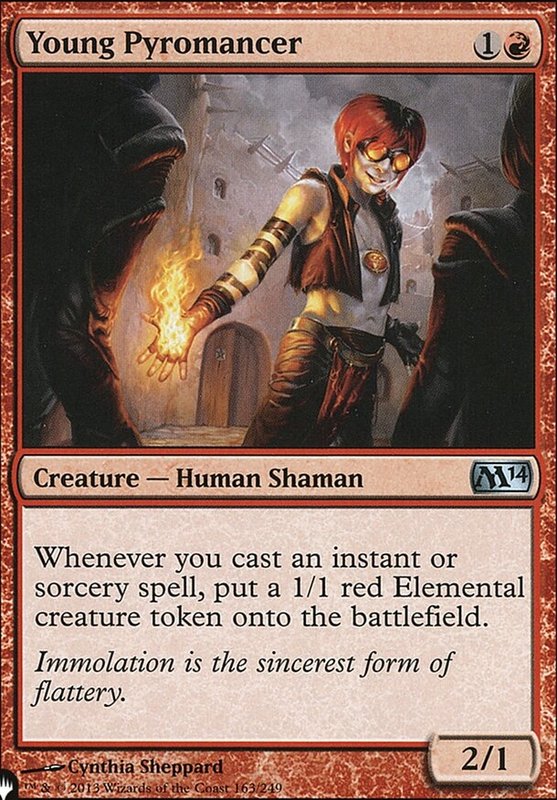 Young Pyromancer 1
Creature — Human Shaman M14
Whenever you cast an instant or
sorcery spell, put a 1/1 red Elemental
creature token onto the battlefield.
Immolation is the sincerest form of
flattery.
2/1
Cynthia Sheppard
™ & © 2013 Wizards of the Coast 163/249